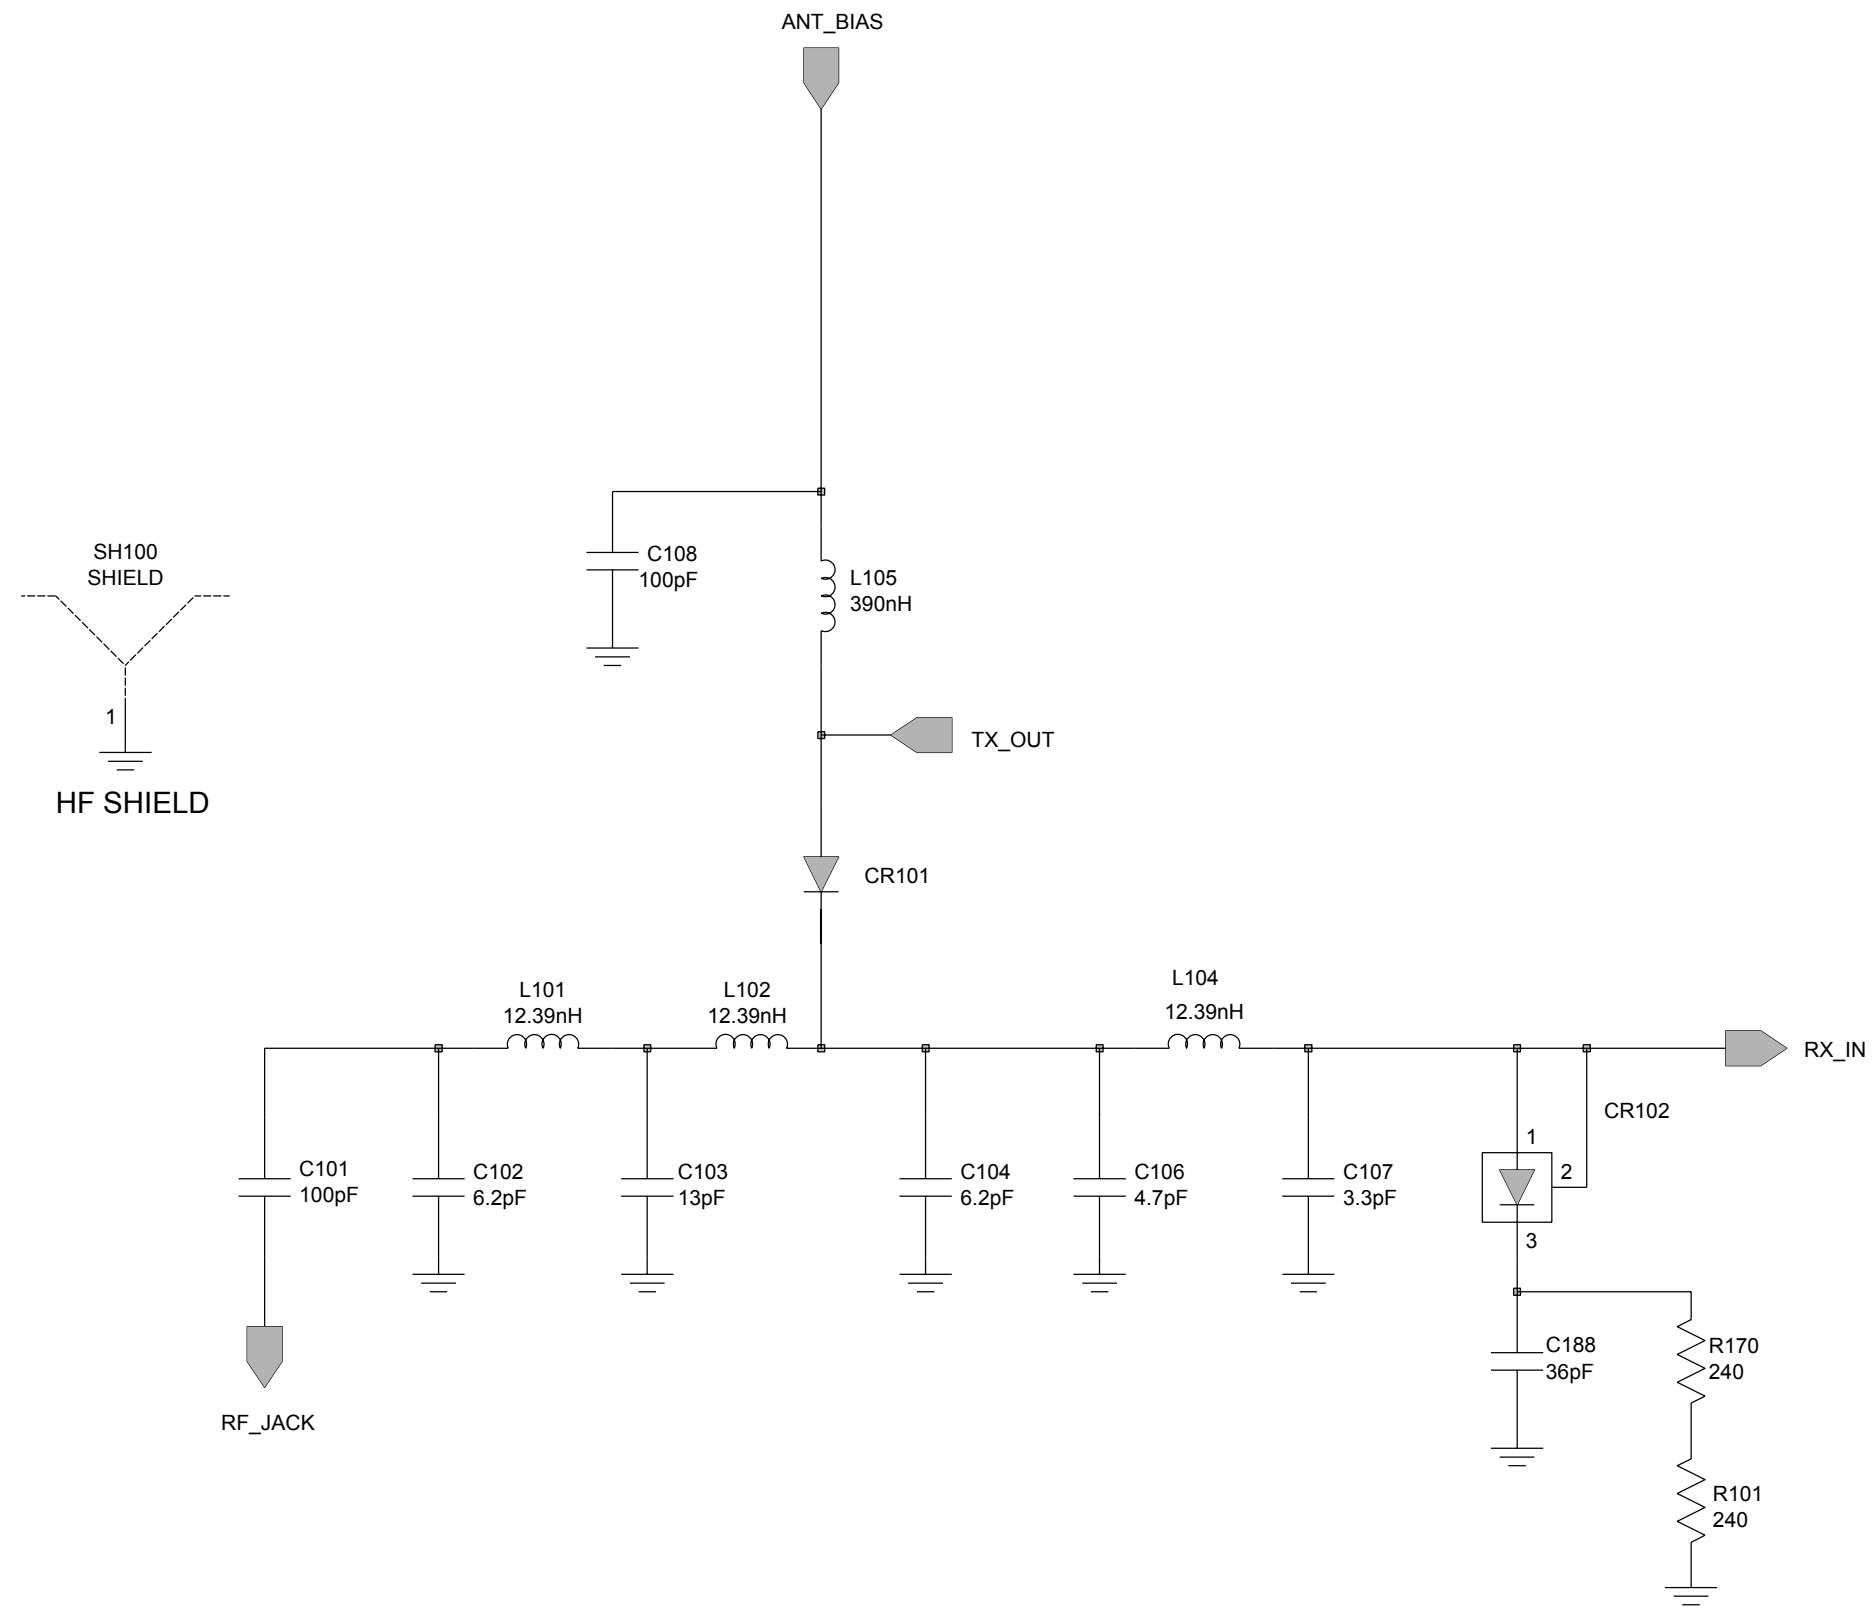 ANT_BIAS
SH100
SHIELD
1
HF SHIELD
C108
100pF
L105
390nH
TX_OUT
CR101
L101
12.39nH
L102
12.39nH
L104
12.39nH
RX_IN
CR102
1
2
3
C101
100pF
C102
6.2pF
C103
13pF
C104
6.2pF
C106
4.7pF
C107
3.3pF
C188
36pF
R170
240
RF_JACK
R101
240